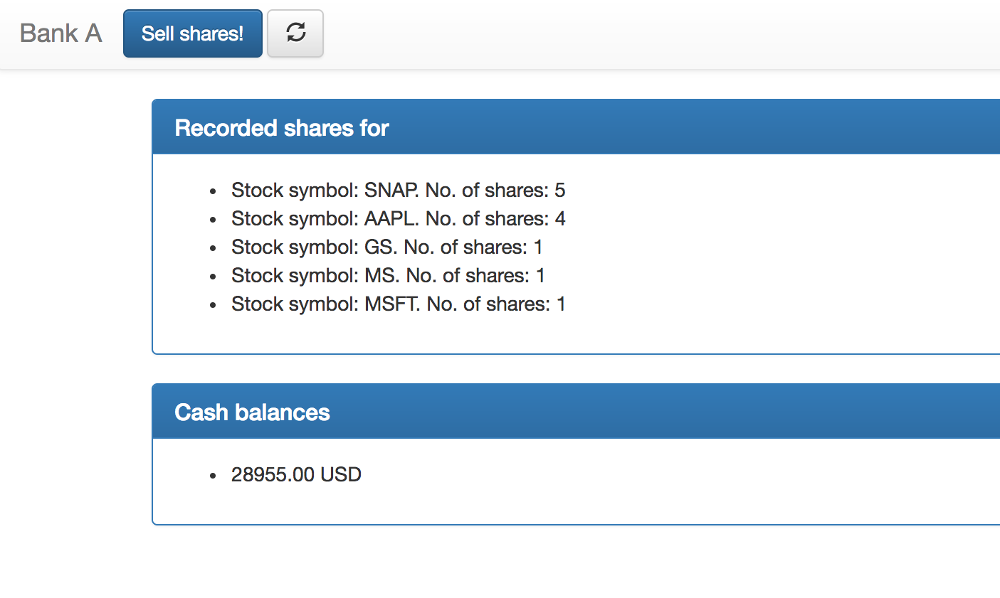 Bank A Sell shares!
Recorded shares for
Stock symbol: SNAP. No. of shares: 5
Stock symbol: AAPL. No. of shares: 4
Stock symbol: GS. No. of shares: 1
Stock symbol: MS. No. of shares: 1
Stock symbol: MSFT. No. of shares: 1
Cash balances
28955.00 USD